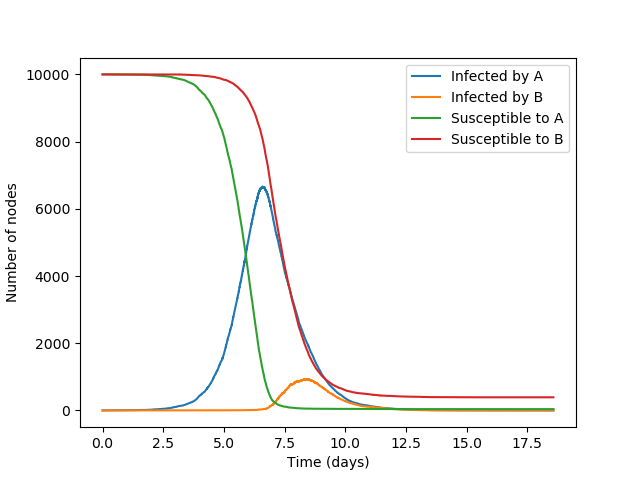 Infected by A
Infected by B
Susceptible to A
Susceptible to B
Number of nodes
10000
8000
6000
4000
2000
0
0.0 2.5 5.0 7.5 10.0 12.5 15.0 17.5
Time (days)